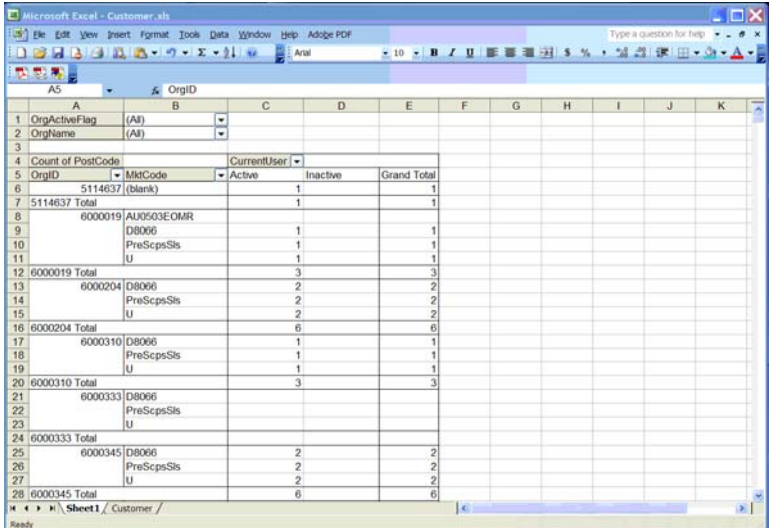 Microsoft Excel - Customer.xls
File Edit View Insert Format Tools Data Window Help Adobe PDF Type a question for help
Arial 10 B I U $ % ,
A5 fx OrgID
A B C D E F G H I J K
1 OrgActiveFlag (All)
2 OrgName (All)
3
4 Count of PostCode CurrentUser
5 OrgID MktCode Active Inactive Grand Total
6 5114637 (blank) 1 1
7 5114637 Total 1 1
8 6000019 AU0503EOMR
9 D8066 1 1
10 PreScpsSls 1 1
11 U 1 1
12 6000019 Total 3 3
13 6000204 D8066 2 2
14 PreScpsSls 2 2
15 U 2 2
16 6000204 Total 6 6
17 6000310 D8066 1 1
18 PreScpsSls 1 1
19 U 1 1
20 6000310 Total 3 3
21 6000333 D8066
22 PreScpsSls
23 U
24 6000333 Total
25 6000345 D8066 2 2
26 PreScpsSls 2 2
27 U 2 2
28 6000345 Total 6 6
Sheet1 / Customer /
Ready